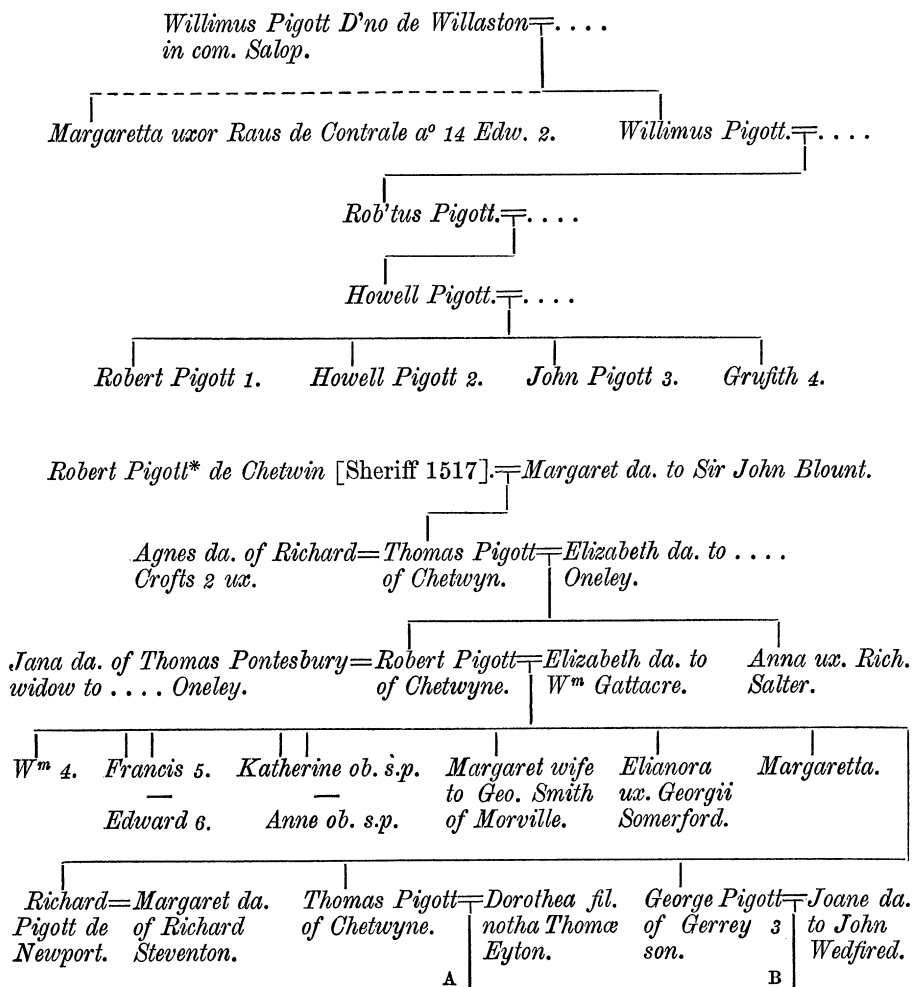 Willimus Pigott D'no de Willaston=. . . .
in com. Salop.
Margaretta uxor Raus de Contrale aº 14 Edw. 2.
Willimus Pigott.=. . . .
Rob'tus Pigott.=. . . .
Howell Pigott.=. . . .
Robert Pigott 1.
Howell Pigott 2.
John Pigott 3.
Grufith 4.
Robert Pigott* de Chetwin [Sheriff 1517].=Margaret da. to Sir John Blount.
Agnes da. of Richard=
Crofts 2 ux.
Thomas Pigott=
of Chetwyn.
Elizabeth da. to . . . .
Oneley.
Jana da. of Thomas Pontesbury=
widow to . . . . Oneley.
Robert Pigott=
of Chetwyne.
Elizabeth da. to
Wᵐ Gattacre.
Anna ux. Rich.
Salter.
Wᵐ 4.
Francis 5.
—
Edward 6.
Katherine ob. s.p.
—
Anne ob. s.p.
Margaret wife
to Geo. Smith
of Morville.
Elianora
ux. Georgii
Somerford.
Margaretta.
Richard=
Pigott de
Newport.
Margaret da.
of Richard
Steventon.
Thomas Pigott=
of Chetwyne.
Dorothea fil.
notha Thomæ
Eyton.
A
George Pigott=
of Gerrey 3
son.
Joane da.
to John
Wedfired.
B